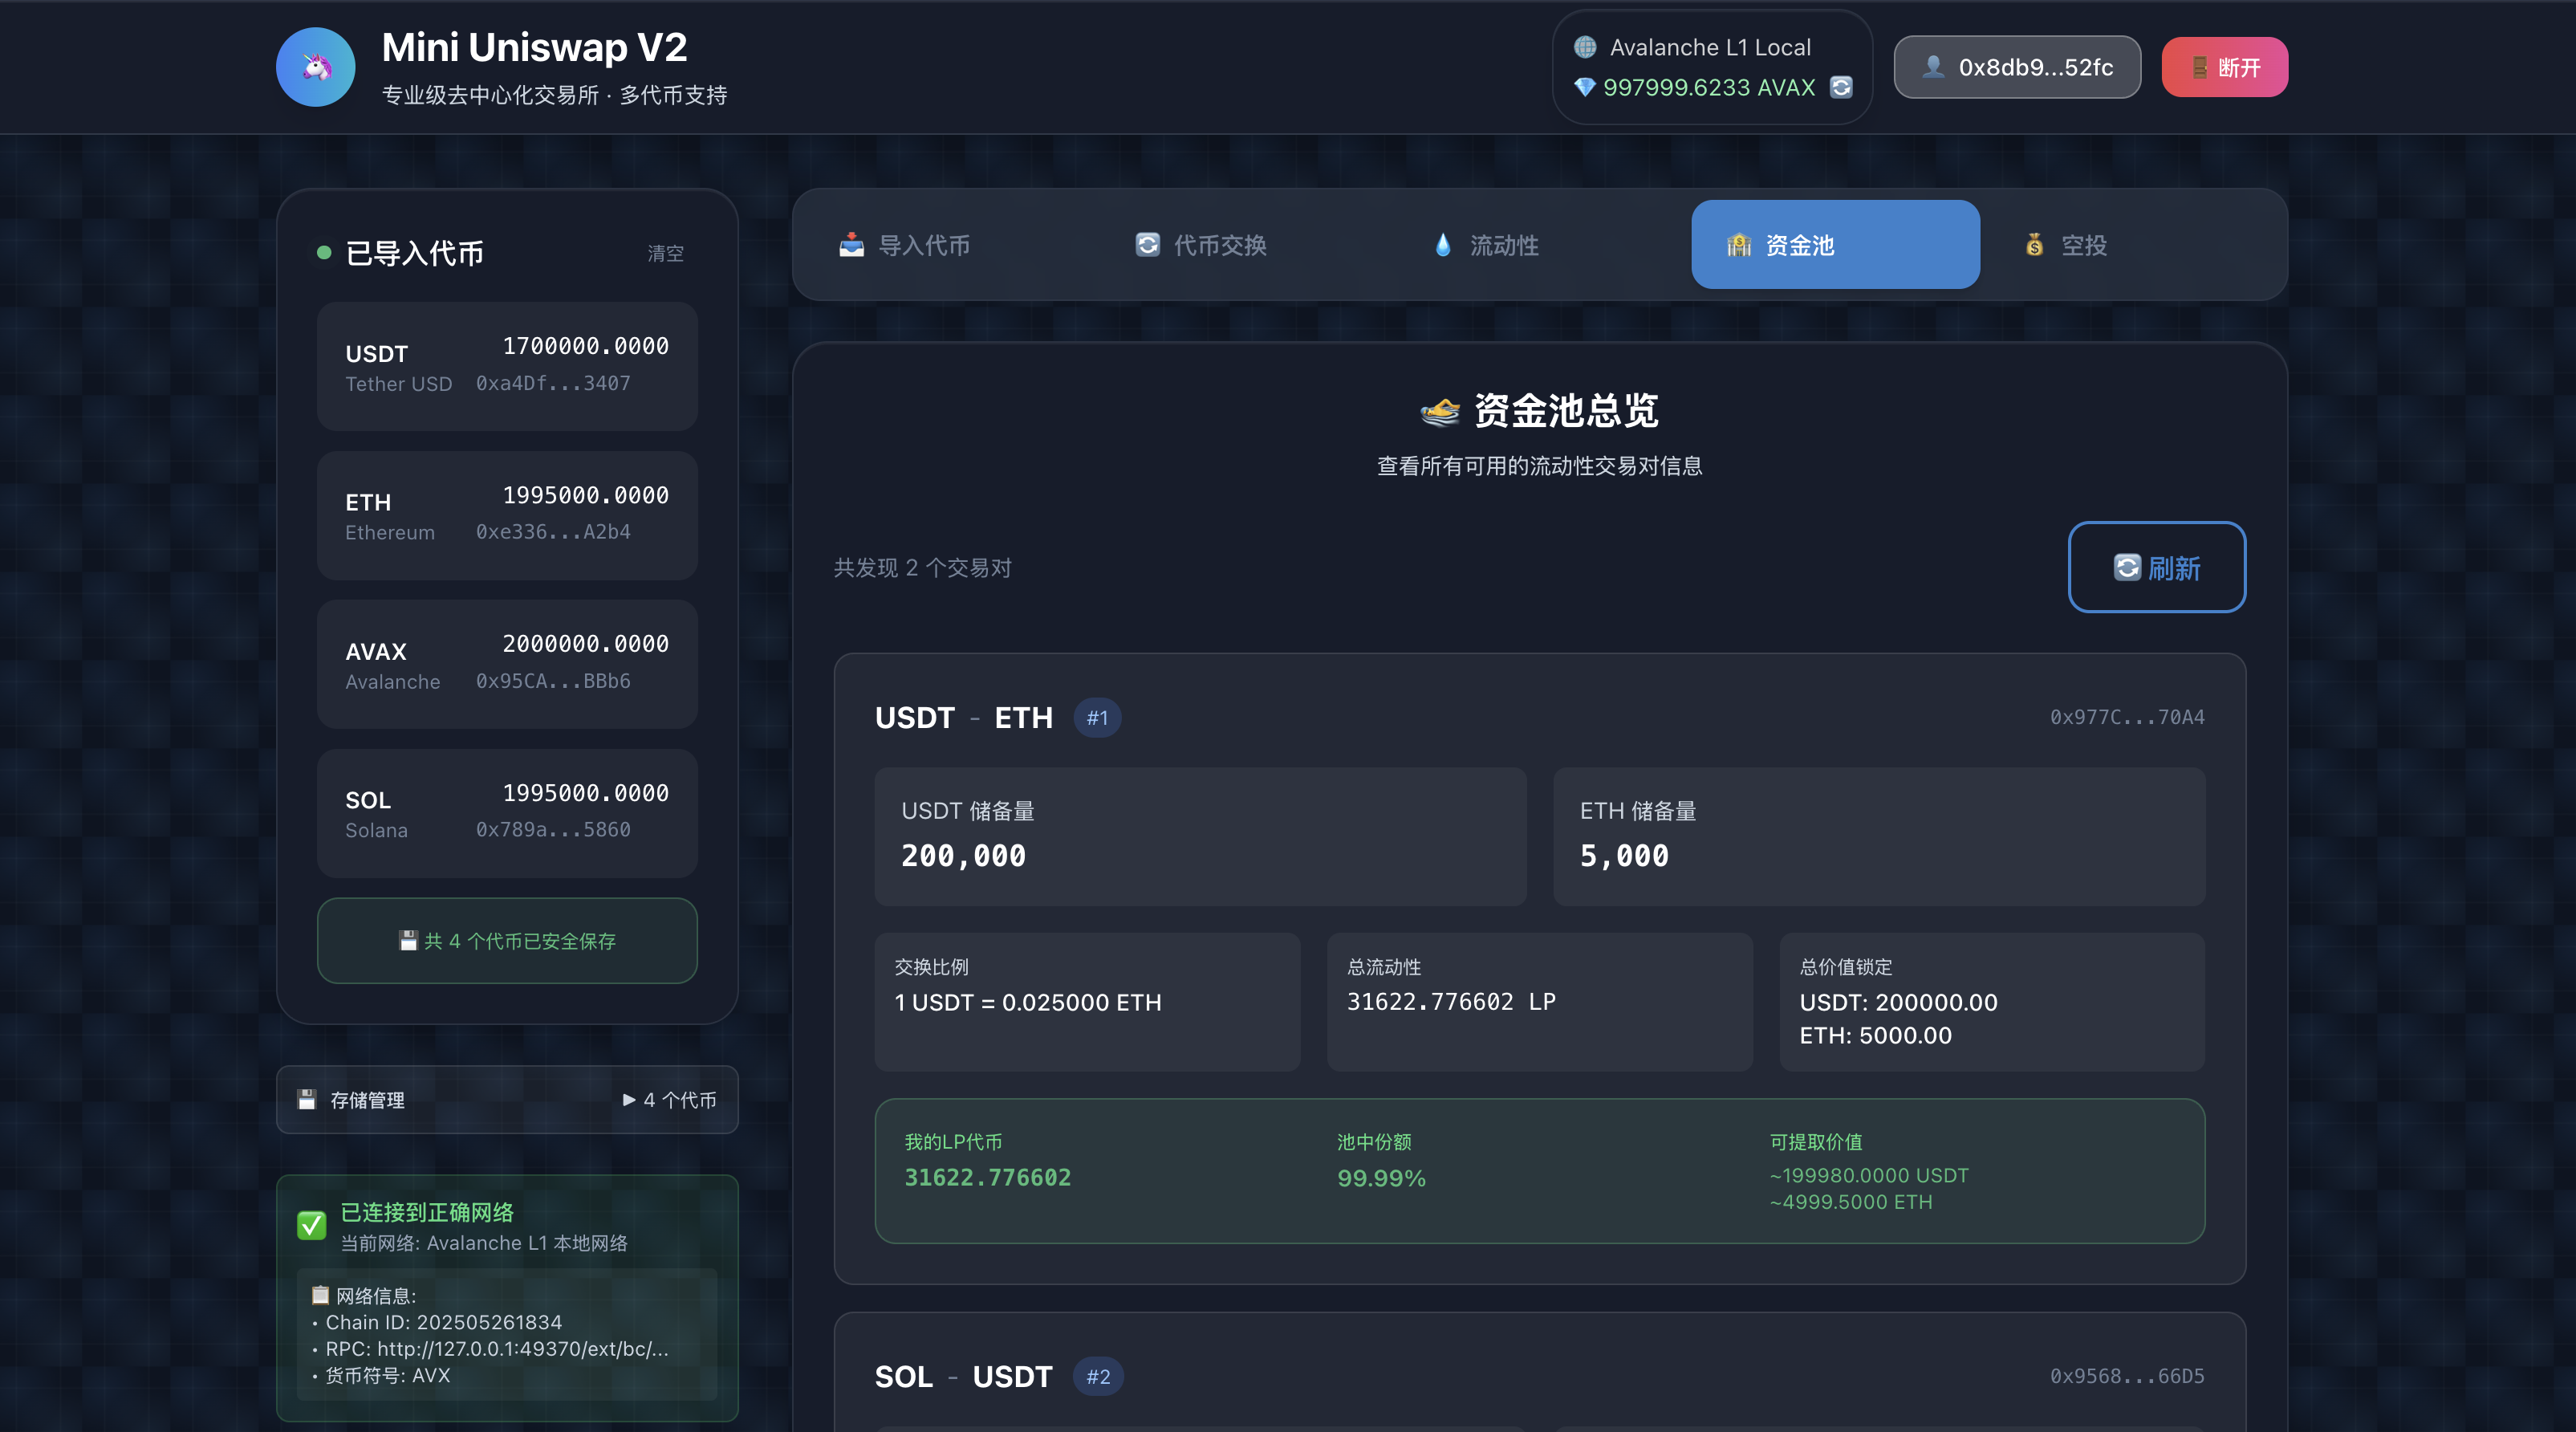 Mini Uniswap V2
专业级去中心化交易所 · 多代币支持
Avalanche L1 Local
997999.6233 AVAX
0x8db9...52fc
断开
已导入代币
清空
USDT
1700000.0000
Tether USD
0xa4Df...3407
ETH
1995000.0000
Ethereum
0xe336...A2b4
AVAX
2000000.0000
Avalanche
0x95CA...BBb6
SOL
1995000.0000
Solana
0x789a...5860
共 4 个代币已安全保存
存储管理
▶ 4 个代币
已连接到正确网络
当前网络: Avalanche L1 本地网络
网络信息:
• Chain ID: 202505261834
• RPC: http://127.0.0.1:49370/ext/bc/...
• 货币符号: AVX
导入代币
代币交换
流动性
资金池
空投
资金池总览
查看所有可用的流动性交易对信息
共发现 2 个交易对
刷新
USDT - ETH #1
0x977C...70A4
USDT 储备量
200,000
ETH 储备量
5,000
交换比例
1 USDT = 0.025000 ETH
总流动性
31622.776602 LP
总价值锁定
USDT: 200000.00
ETH: 5000.00
我的LP代币
31622.776602
池中份额
99.99%
可提取价值
~199980.0000 USDT
~4999.5000 ETH
SOL - USDT #2
0x9568...66D5